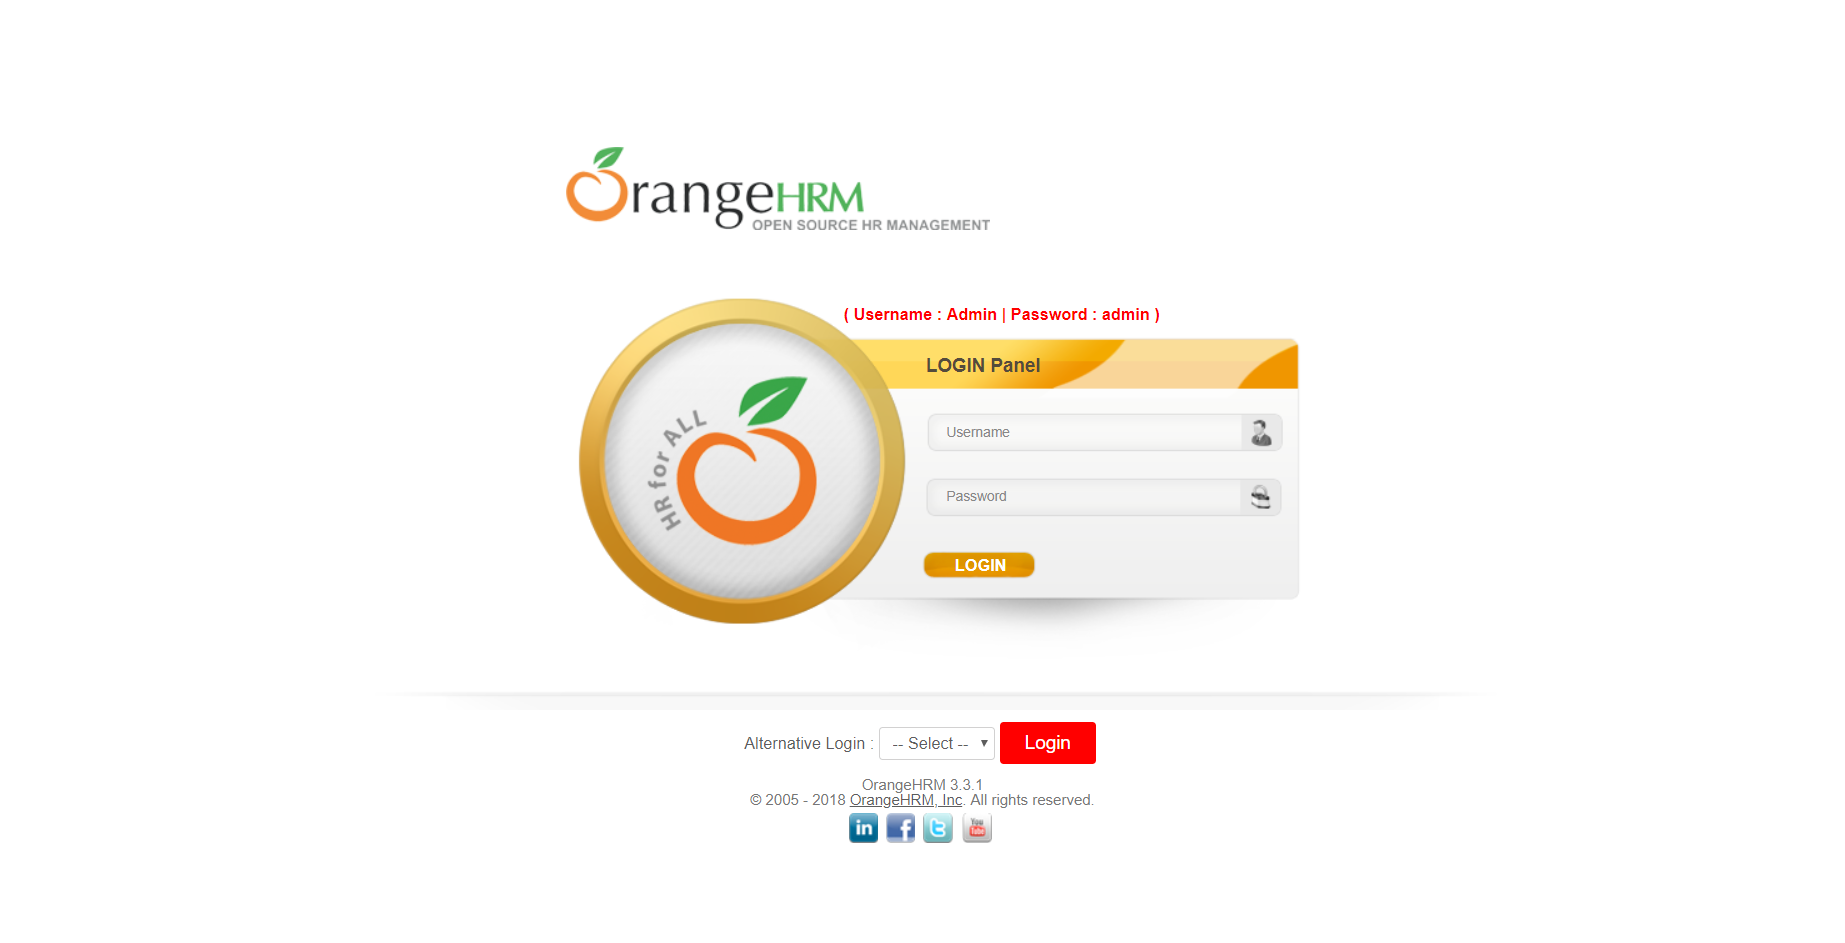 OrangeHRM
OPEN SOURCE HR MANAGEMENT
( Username : Admin | Password : admin )
LOGIN Panel
HR for ALL
Username
Password
LOGIN
Alternative Login : -- Select -- Login
OrangeHRM 3.3.1
© 2005 - 2018 OrangeHRM, Inc. All rights reserved.
in f t You Tube